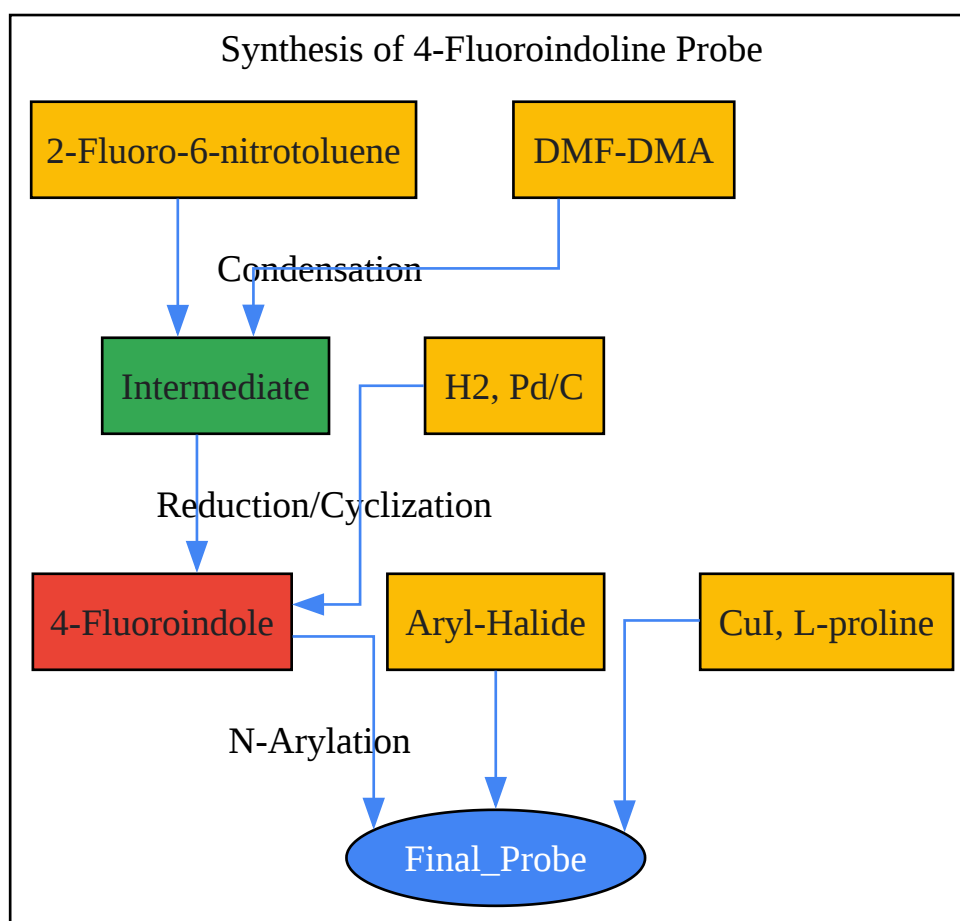 Synthesis of 4-Fluoroindoline Probe
2-Fluoro-6-nitrotoluene
DMF-DMA
Condensation
Intermediate
H2, Pd/C
Reduction/Cyclization
4-Fluoroindole
Aryl-Halide
CuI, L-proline
N-Arylation
Final_Probe